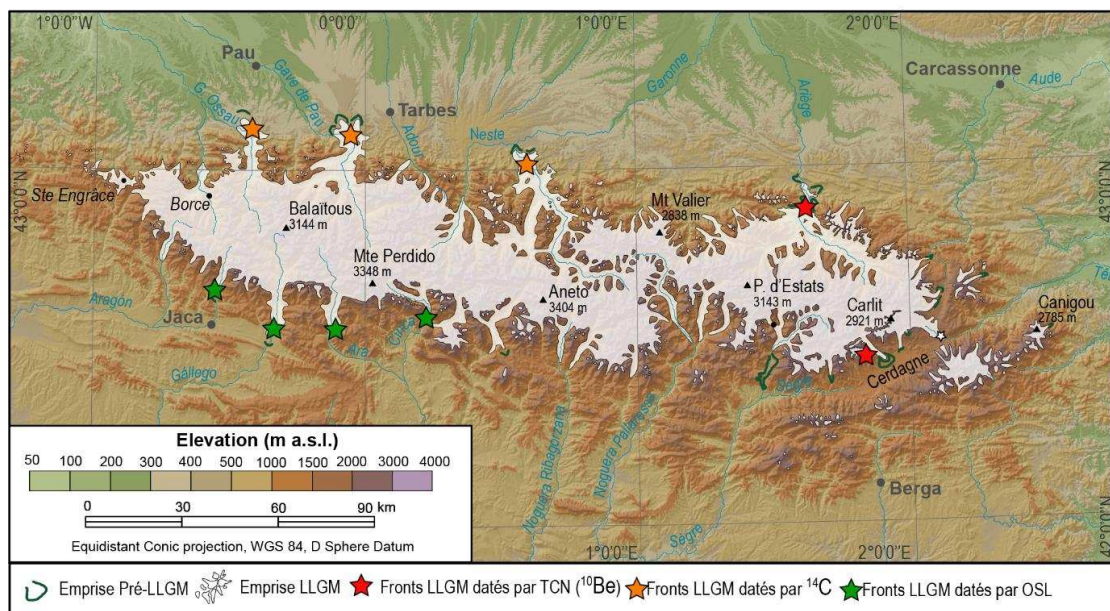 1°0'0"W 0°0'0" 1°0'0"E 2°0'0"E
Pau
Carcassonne
Aude
G. Ossau
Gave de Pau
Tarbes
Adour
Neste
Garonne
Ariège
43°0'0"N
43°0'0"N
Ste Engrâce
Borce
Balaïtous
3144 m
Mt Valier
2838 m
Mte Perdido
3348 m
Aneto
3404 m
P. d'Estats
3143 m
Carlit
2921 m
Canigou
2785 m
Aragon
Jaca
Gállego
Ara
Cinca
Cerdagne
Segre
Noguera Ribagorzana
Noguera Pallaressa
Ségre
Berga
Elevation (m a.s.l.)
50 100 200 300 400 500 1000 2000 3000 4000
0 30 60 90 km
Equidistant Conic projection, WGS 84, D Sphere Datum
1°0'0"E 2°0'0"E
Emprise Pré-LLGM Emprise LLGM Fronts LLGM datés par TCN (¹⁰Be) Fronts LLGM datés par ¹⁴C Fronts LLGM datés par OSL